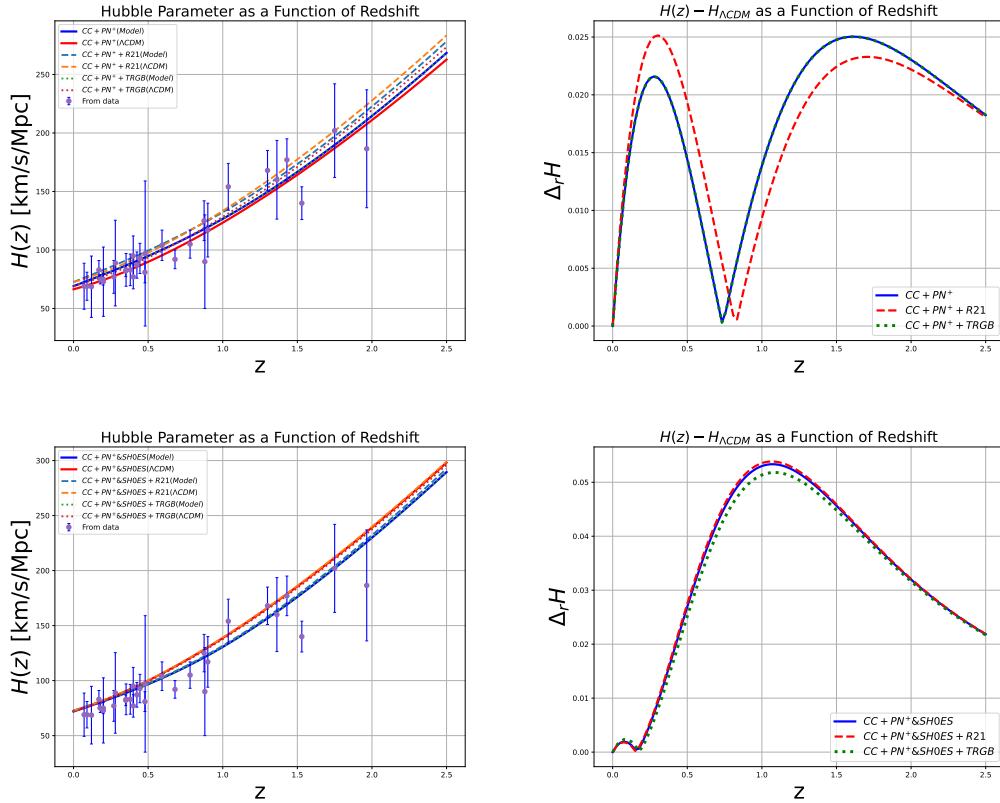 Hubble Parameter as a Function of Redshift
CC + PN⁺(Model)
CC + PN⁺(ΛCDM)
CC + PN⁺ + R21(Model)
CC + PN⁺ + R21(ΛCDM)
CC + PN⁺ + TRGB(Model)
CC + PN⁺ + TRGB(ΛCDM)
From data
H(z) [km/s/Mpc]
250
200
150
100
50
0.0 0.5 1.0 1.5 2.0 2.5
z
H(z) − H_ΛCDM as a Function of Redshift
Δ_rH
0.025
0.020
0.015
0.010
0.005
0.000
CC + PN⁺
CC + PN⁺ + R21
CC + PN⁺ + TRGB
0.0 0.5 1.0 1.5 2.0 2.5
z
Hubble Parameter as a Function of Redshift
CC + PN⁺&SH0ES(Model)
CC + PN⁺&SH0ES(ΛCDM)
CC + PN⁺&SH0ES + R21(Model)
CC + PN⁺&SH0ES + R21(ΛCDM)
CC + PN⁺&SH0ES + TRGB(Model)
CC + PN⁺&SH0ES + TRGB(ΛCDM)
From data
H(z) [km/s/Mpc]
300
250
200
150
100
50
0.0 0.5 1.0 1.5 2.0 2.5
z
H(z) − H_ΛCDM as a Function of Redshift
Δ_rH
0.05
0.04
0.03
0.02
0.01
0.00
CC + PN⁺&SH0ES
CC + PN⁺&SH0ES + R21
CC + PN⁺&SH0ES + TRGB
0.0 0.5 1.0 1.5 2.0 2.5
z